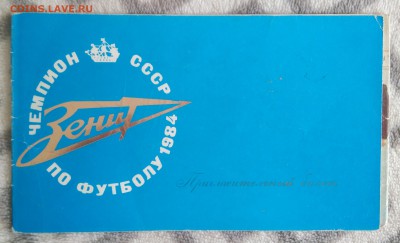 COINS.LAVE.RU
ЧЕМПИОН СССР
Зенит
ПО ФУТБОЛУ 1984
Пригласительный билет